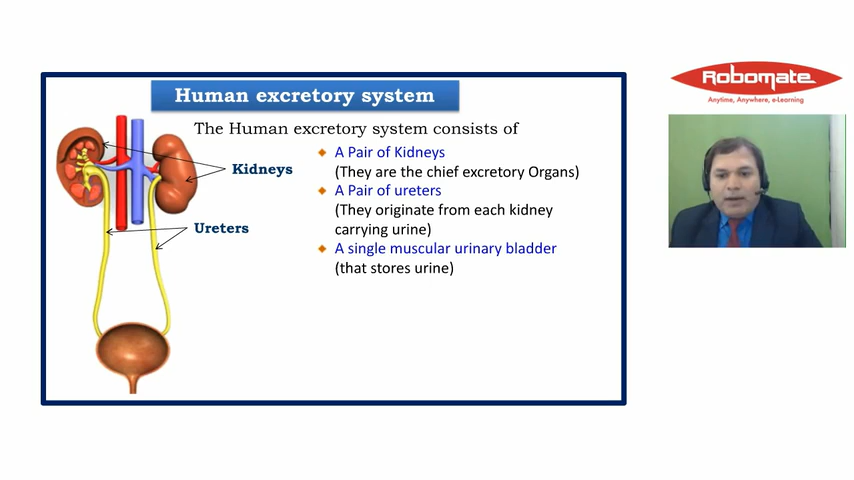 Human excretory system
The Human excretory system consists of
A Pair of Kidneys
(They are the chief excretory Organs)
A Pair of ureters
(They originate from each kidney
carrying urine)
A single muscular urinary bladder
(that stores urine)
Kidneys
Ureters
Robomate
Anytime, Anywhere, e-Learning